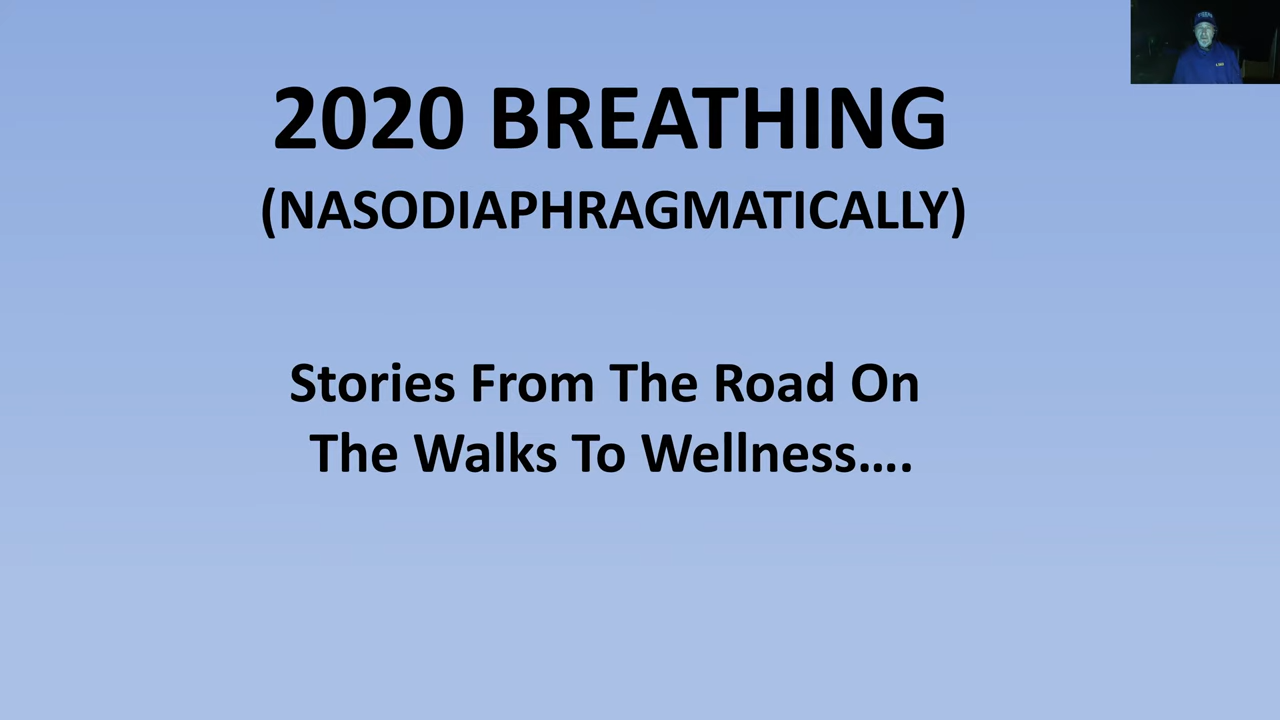 2020 BREATHING
(NASODIAPHRAGMATICALLY)
Stories From The Road On
The Walks To Wellness….